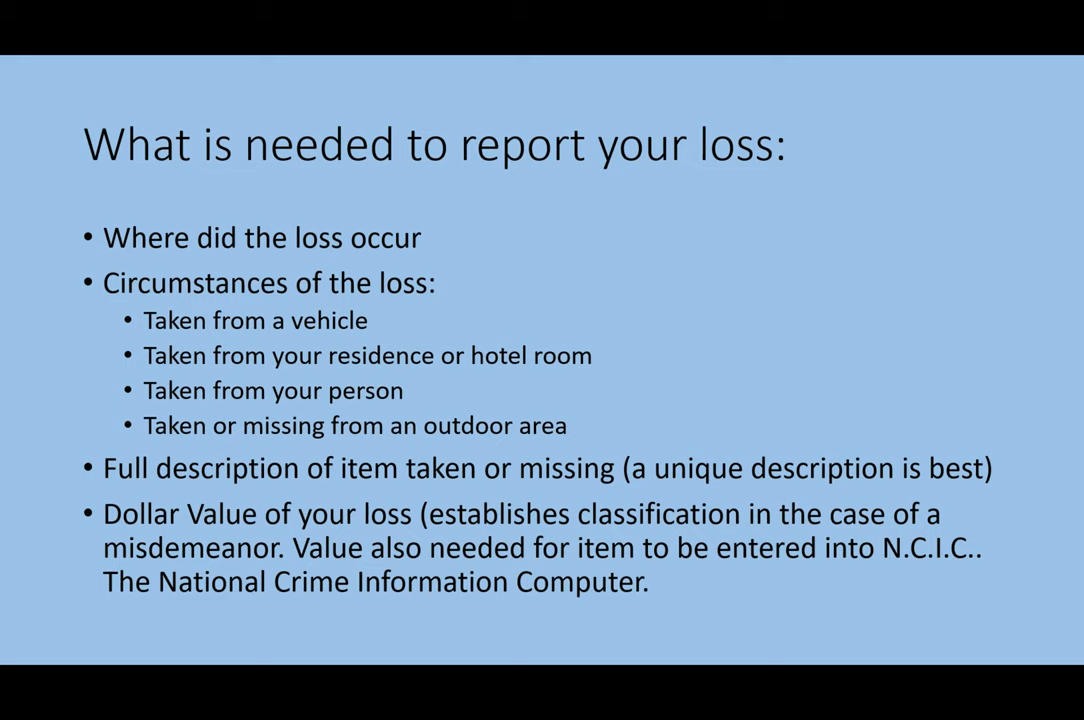 What is needed to report your loss:
• Where did the loss occur
• Circumstances of the loss:
• Taken from a vehicle
• Taken from your residence or hotel room
• Taken from your person
• Taken or missing from an outdoor area
• Full description of item taken or missing (a unique description is best)
• Dollar Value of your loss (establishes classification in the case of a
misdemeanor. Value also needed for item to be entered into N.C.I.C..
The National Crime Information Computer.